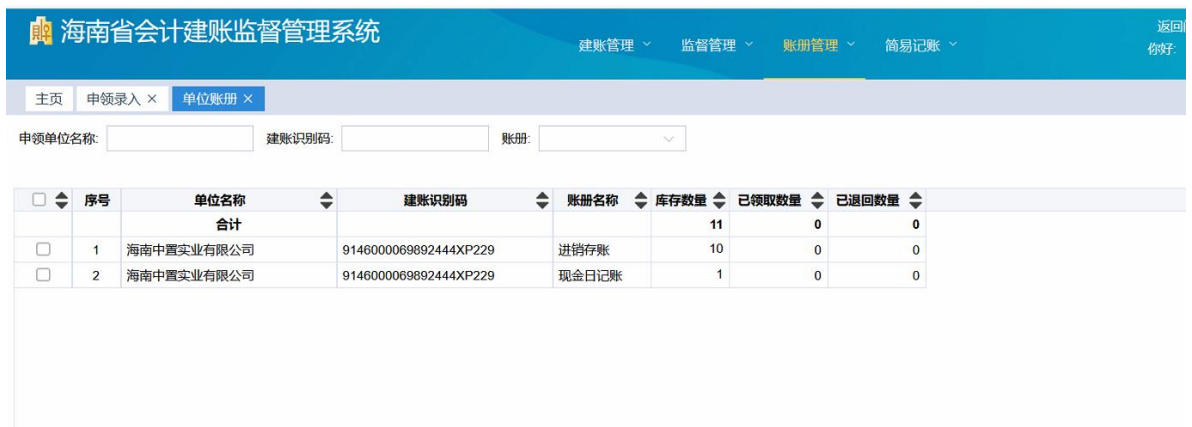 海南省会计建账监督管理系统
建账管理 监督管理 账册管理 简易记账
返回
你好:
主页 申领录入 × 单位账册 ×
申领单位名称: 建账识别码: 账册:
序号 单位名称 建账识别码 账册名称 库存数量 已领取数量 已退回数量
合计 11 0 0
1 海南中置实业有限公司 9146000069892444XP229 进销存账 10 0 0
2 海南中置实业有限公司 9146000069892444XP229 现金日记账 1 0 0